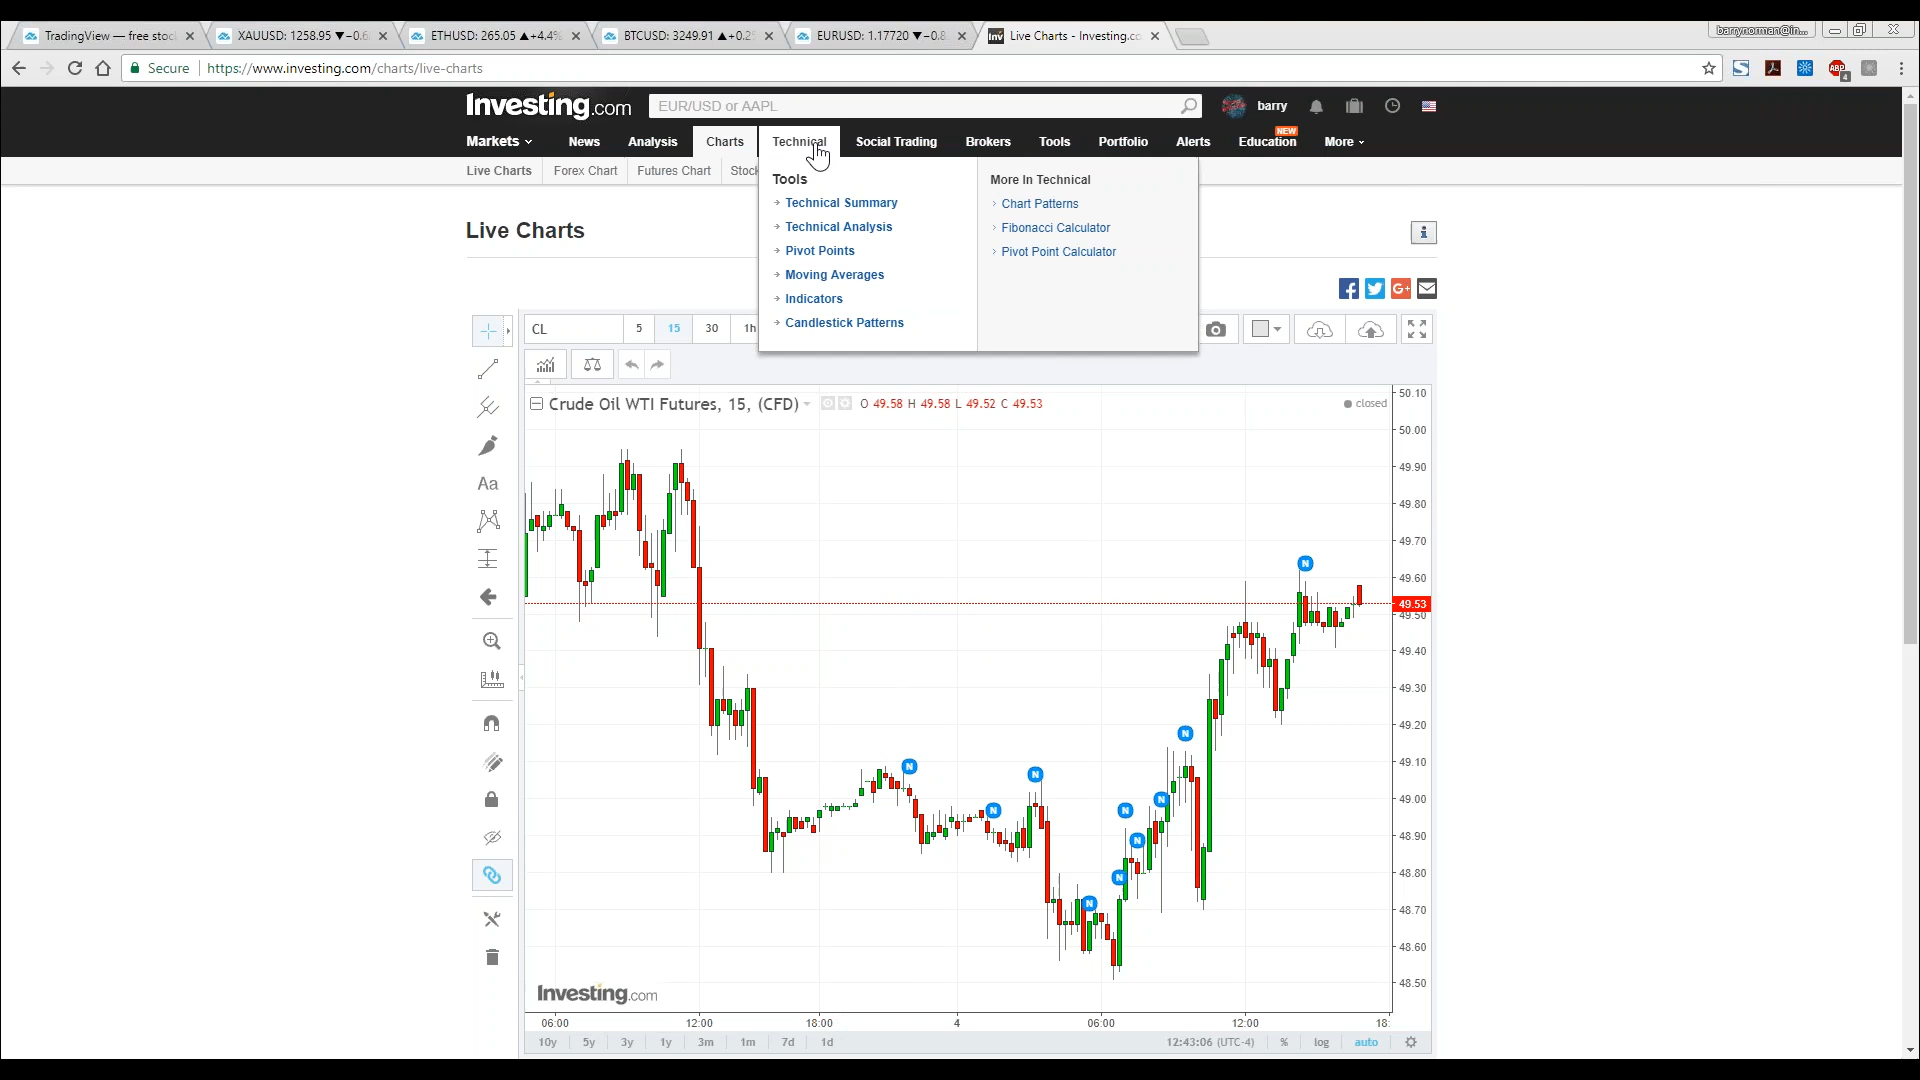 TradingView — free stoc
XAUUSD: 1258.95 ▼−0.6
ETHUSD: 265.05 ▲+4.4%
BTCUSD: 3249.91 ▲+0.2
EURUSD: 1.17720 ▼−0.8
Live Charts - Investing.co
barrynorman@in...
Secure
https://www.investing.com/charts/live-charts
ABP
4
Investing.com
EUR/USD or AAPL
barry
Markets
News
Analysis
Charts
Technical
Social Trading
Brokers
Tools
Portfolio
Alerts
NEW
Education
More
Live Charts
Forex Chart
Futures Chart
Stock
Tools
Technical Summary
Technical Analysis
Pivot Points
Moving Averages
Indicators
Candlestick Patterns
More In Technical
Chart Patterns
Fibonacci Calculator
Pivot Point Calculator
Live Charts
i
G+
CL
5
15
30
1h
Aa
Crude Oil WTI Futures, 15, (CFD)
O 49.58 H 49.58 L 49.52 C 49.53
closed
50.10
50.00
49.90
49.80
49.70
49.60
49.53
49.50
49.40
49.30
49.20
49.10
49.00
48.90
48.80
48.70
48.60
48.50
N
N
N
N
N
N
N
N
N
N
Investing.com
06:00
12:00
18:00
4
06:00
12:00
18:
10y
5y
3y
1y
3m
1m
7d
1d
12:43:06 (UTC-4)
%
log
auto